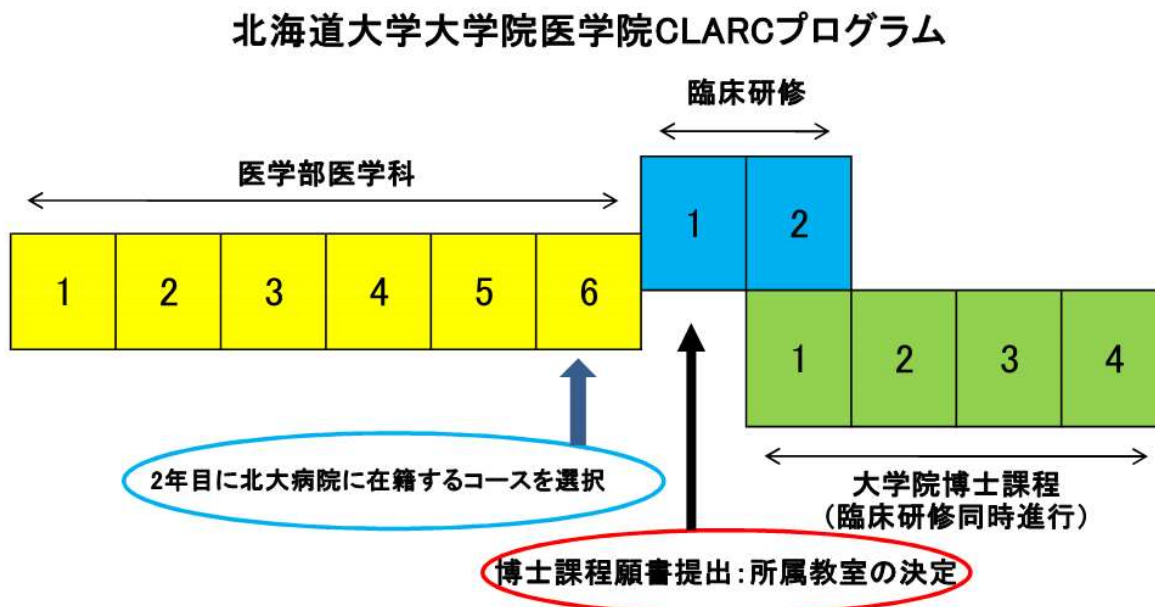 北海道大学大学院医学院CLARCプログラム
臨床研修
医学部医学科
1 2
1 2 3 4 5 6
1 2 3 4
2年目に北大病院に在籍するコースを選択
大学院博士課程
（臨床研修同時進行）
博士課程願書提出：所属教室の決定